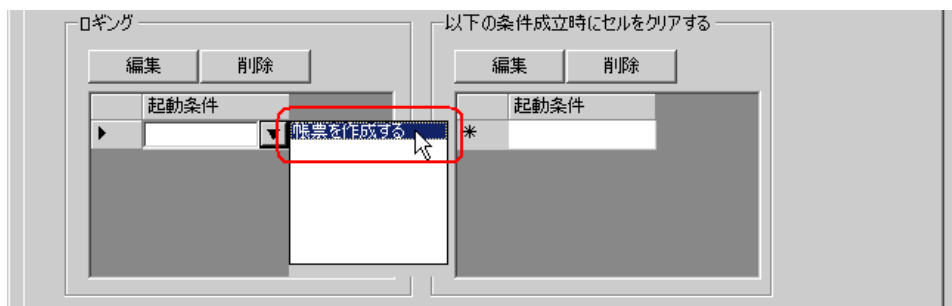 ロギング
編集
削除
起動条件
帳票を作成する
以下の条件成立時にセルをクリアする
編集
削除
起動条件